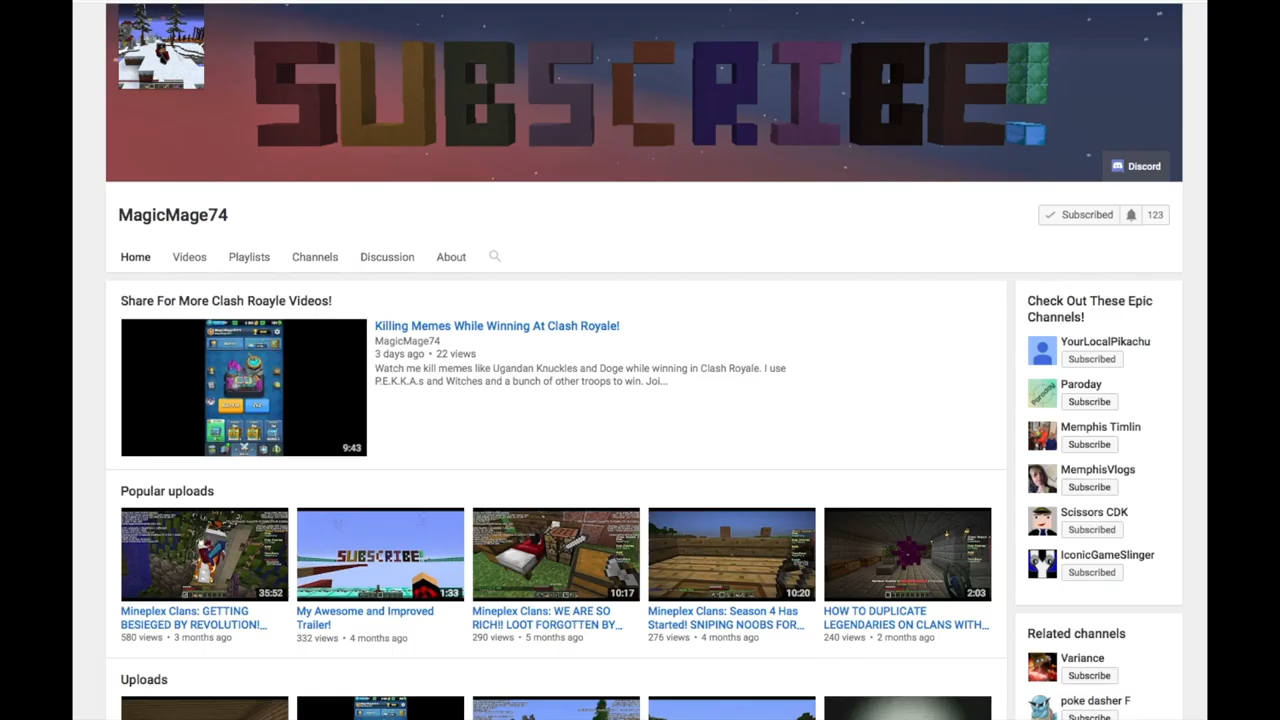 SUBSCRIBE!
Discord
MagicMage74
Subscribed 123
Home Videos Playlists Channels Discussion About
Share For More Clash Roayle Videos!
9:43
Killing Memes While Winning At Clash Royale!
MagicMage74
3 days ago • 22 views
Watch me kill memes like Ugandan Knuckles and Doge while winning in Clash Royale. I use
P.E.K.K.A.s and Witches and a bunch of other troops to win. Joi...
Popular uploads
35:52
Mineplex Clans: GETTING
BESIEGED BY REVOLUTION!...
580 views • 3 months ago
SUBSCRIBE!
1:33
My Awesome and Improved
Trailer!
332 views • 4 months ago
10:17
Mineplex Clans: WE ARE SO
RICH!! LOOT FORGOTTEN BY...
290 views • 5 months ago
10:20
Mineplex Clans: Season 4 Has
Started! SNIPING NOOBS FOR...
276 views • 4 months ago
2:03
HOW TO DUPLICATE
LEGENDARIES ON CLANS WITH...
240 views • 2 months ago
Uploads
Check Out These Epic
Channels!
YourLocalPikachu
Subscribed
Paroday
Paroday
Subscribe
Memphis Timlin
Subscribe
MemphisVlogs
Subscribe
Scissors CDK
Subscribed
IconicGameSlinger
Subscribed
Related channels
Variance
Subscribe
poke dasher F
Subscribe